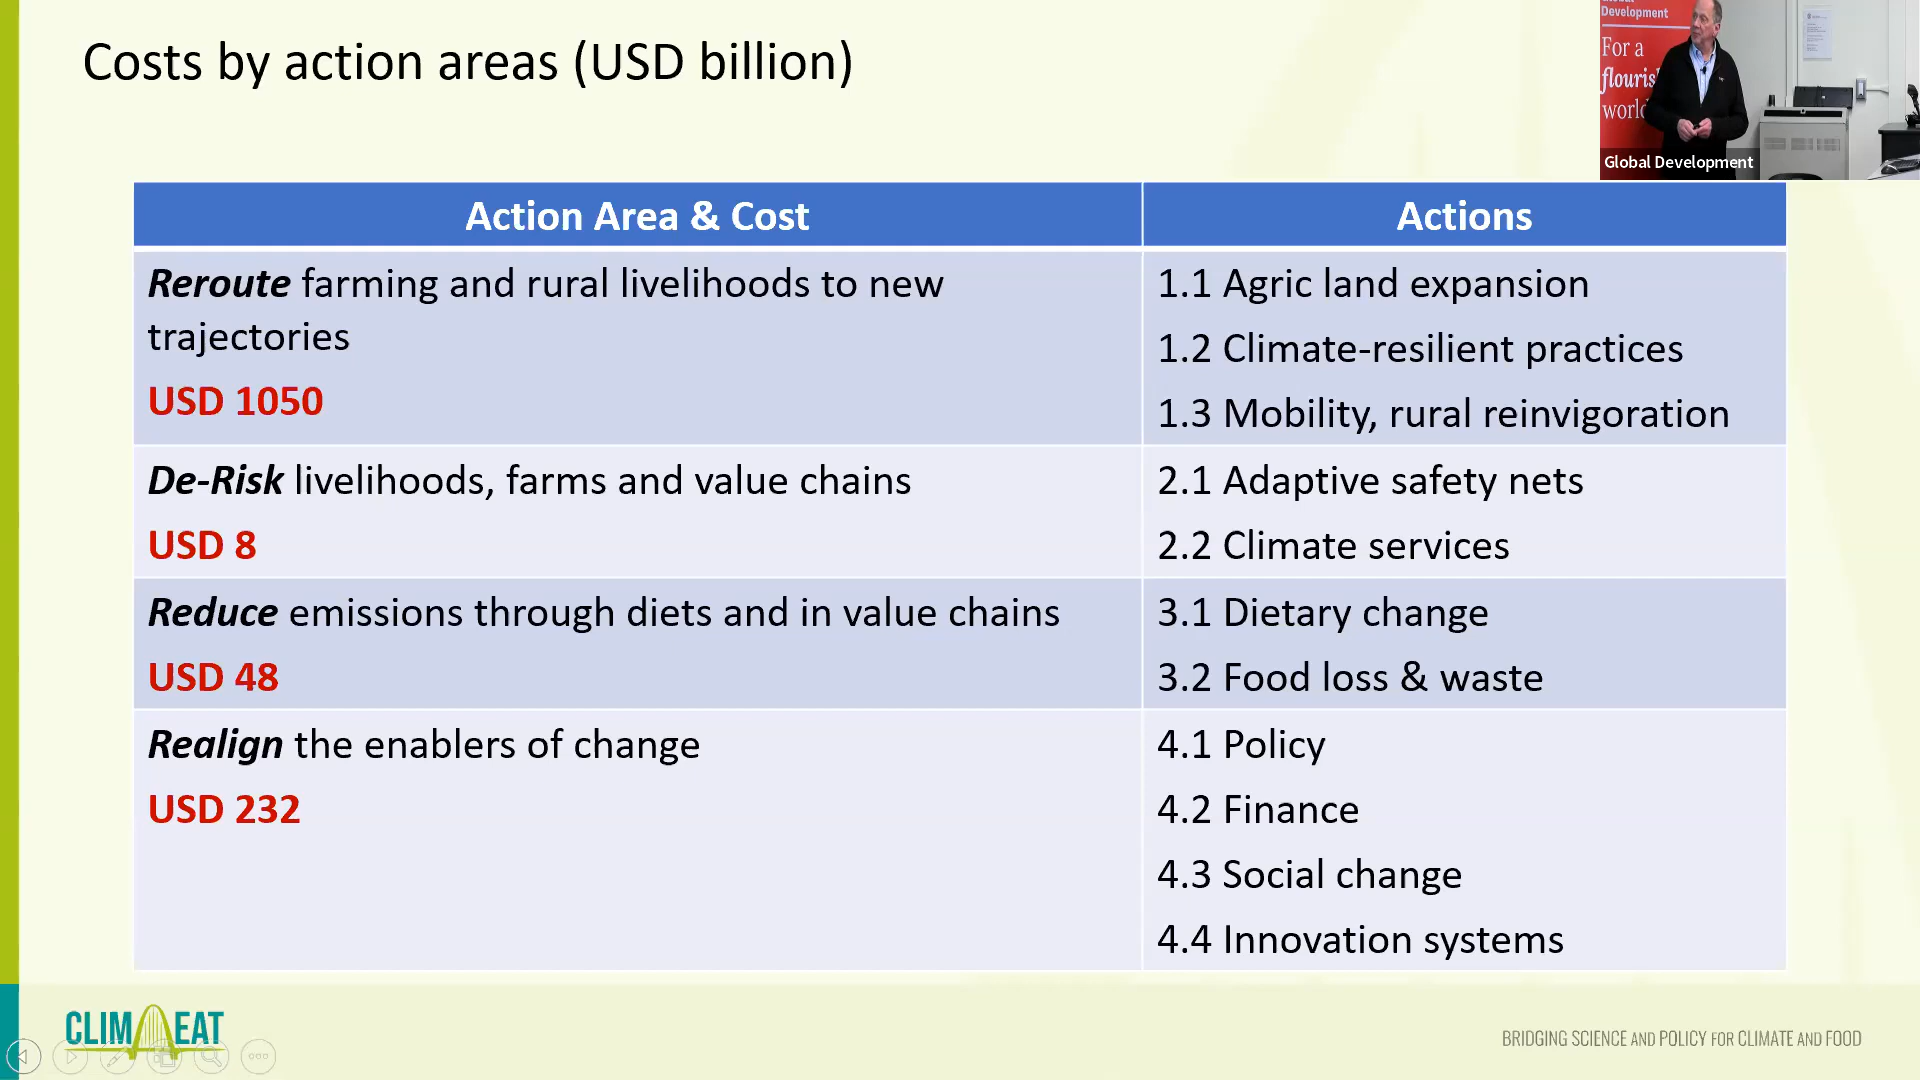 Costs by action areas (USD billion)
Development
For a
flouris
world
Global Development
Action Area & Cost
Actions
Reroute farming and rural livelihoods to new
trajectories
USD 1050
1.1 Agric land expansion
1.2 Climate-resilient practices
1.3 Mobility, rural reinvigoration
De-Risk livelihoods, farms and value chains
USD 8
2.1 Adaptive safety nets
2.2 Climate services
Reduce emissions through diets and in value chains
USD 48
3.1 Dietary change
3.2 Food loss & waste
Realign the enablers of change
USD 232
4.1 Policy
4.2 Finance
4.3 Social change
4.4 Innovation systems
CLIM EAT
BRIDGING SCIENCE AND POLICY FOR CLIMATE AND FOOD